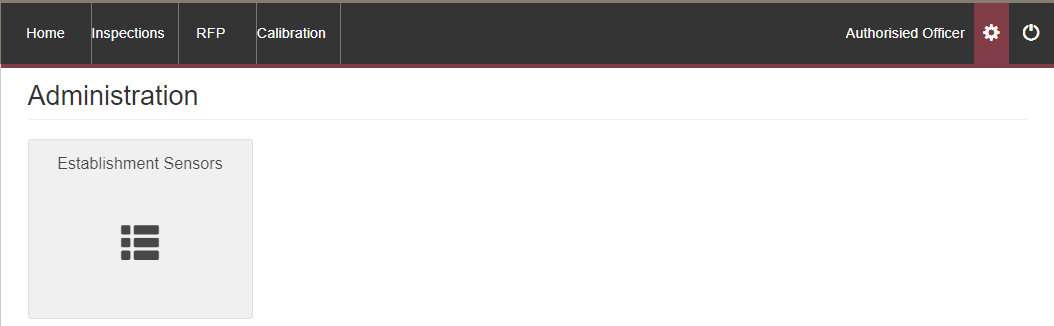 Home Inspections RFP Calibration Authorisied Officer
Administration
Establishment Sensors